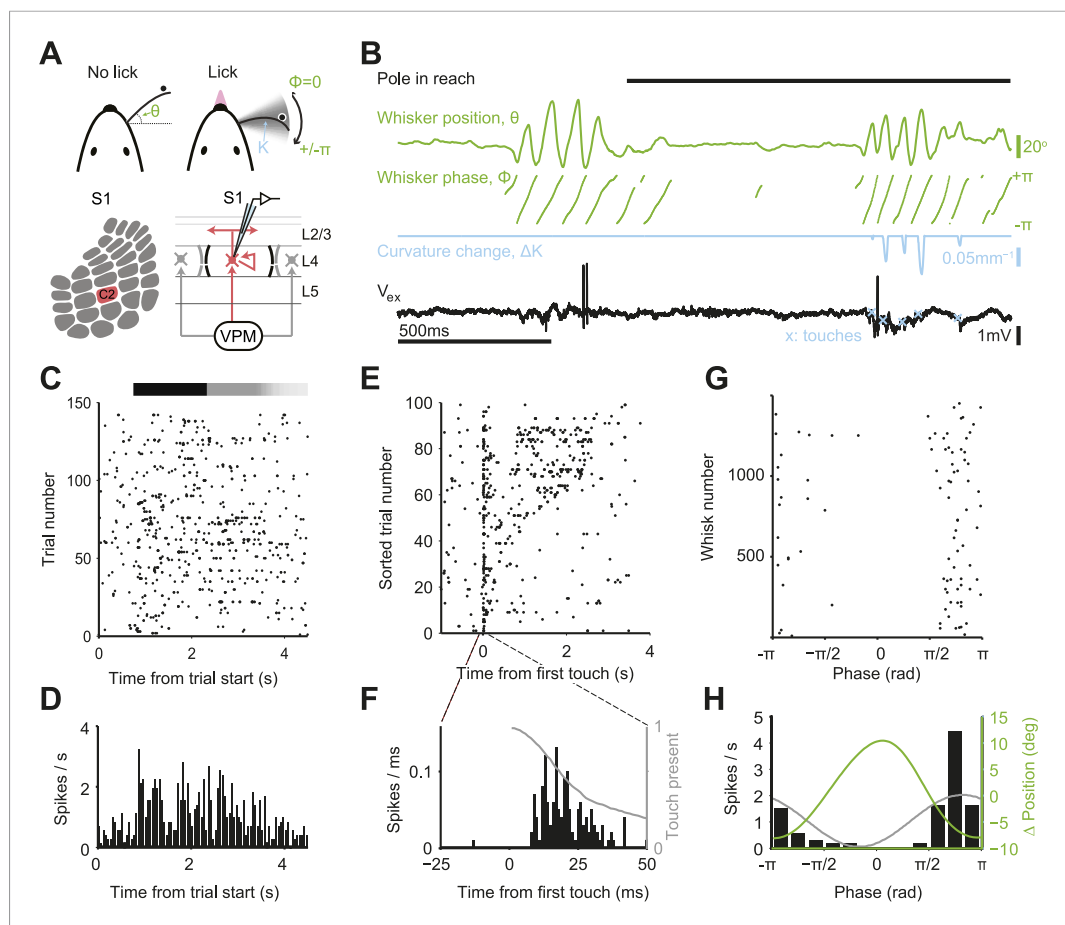 A
No lick
Lick
Φ=0
θ
K
+/-π
S1
S1
L2/3
L4
L5
C2
VPM
B
Pole in reach
Whisker position, θ
20°
Whisker phase, Φ
+π
-π
Curvature change, ΔK
0.05mm⁻¹
Vex
500ms
x: touches
1mV
C
150
100
50
0
Trial number
0
2
4
Time from trial start (s)
D
4
2
0
Spikes / s
0
2
4
Time from trial start (s)
E
100
80
60
40
20
0
Sorted trial number
0
2
4
Time from first touch (s)
F
0.1
0
Spikes / ms
1
0
Touch present
−25
0
25
50
Time from first touch (ms)
G
1000
500
Whisk number
-π
−π/2
0
π/2
π
Phase (rad)
H
5
4
3
2
1
0
Spikes / s
15
10
5
0
−5
−10
Δ Position (deg)
-π
−π/2
0
π/2
π
Phase (rad)